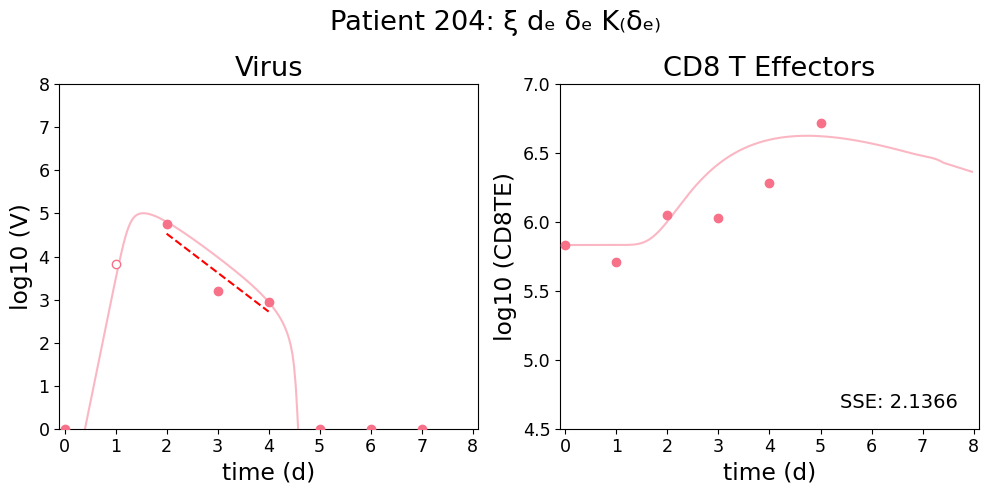 Patient 204: ξ dₑ δₑ K₍δₑ₎
Virus
CD8 T Effectors
log10 (V)
8
7
6
5
4
3
2
1
0
0 1 2 3 4 5 6 7 8
time (d)
log10 (CD8TE)
7.0
6.5
6.0
5.5
5.0
4.5
SSE: 2.1366
0 1 2 3 4 5 6 7 8
time (d)